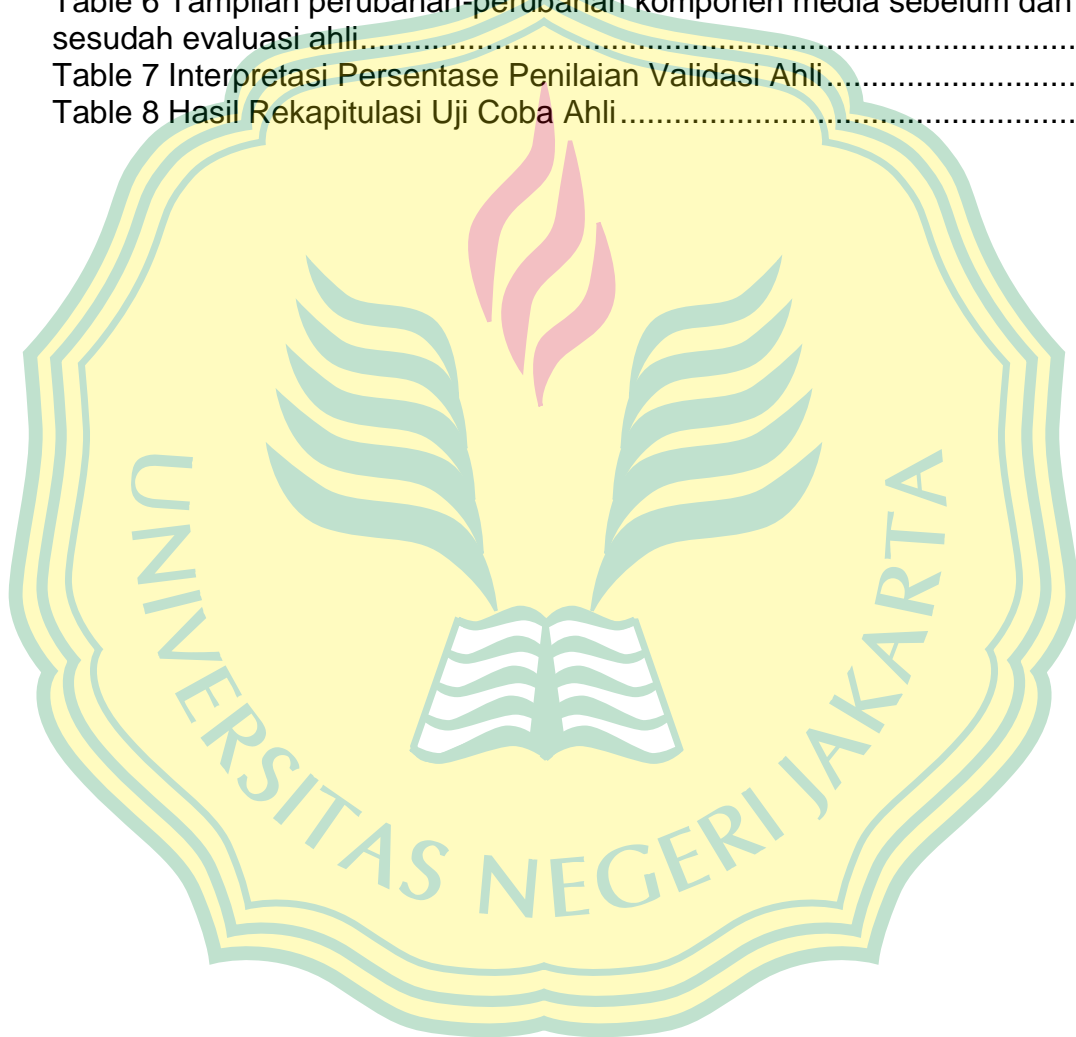 Table 6 Tampilan perubahan-perubahan komponen media sebelum dan
sesudah evaluasi ahli................................................................................
Table 7 Interpretasi Persentase Penilaian Validasi Ahli............................
Table 8 Hasil Rekapitulasi Uji Coba Ahli...................................................
UNIVERSITAS NEGERI JAKARTA